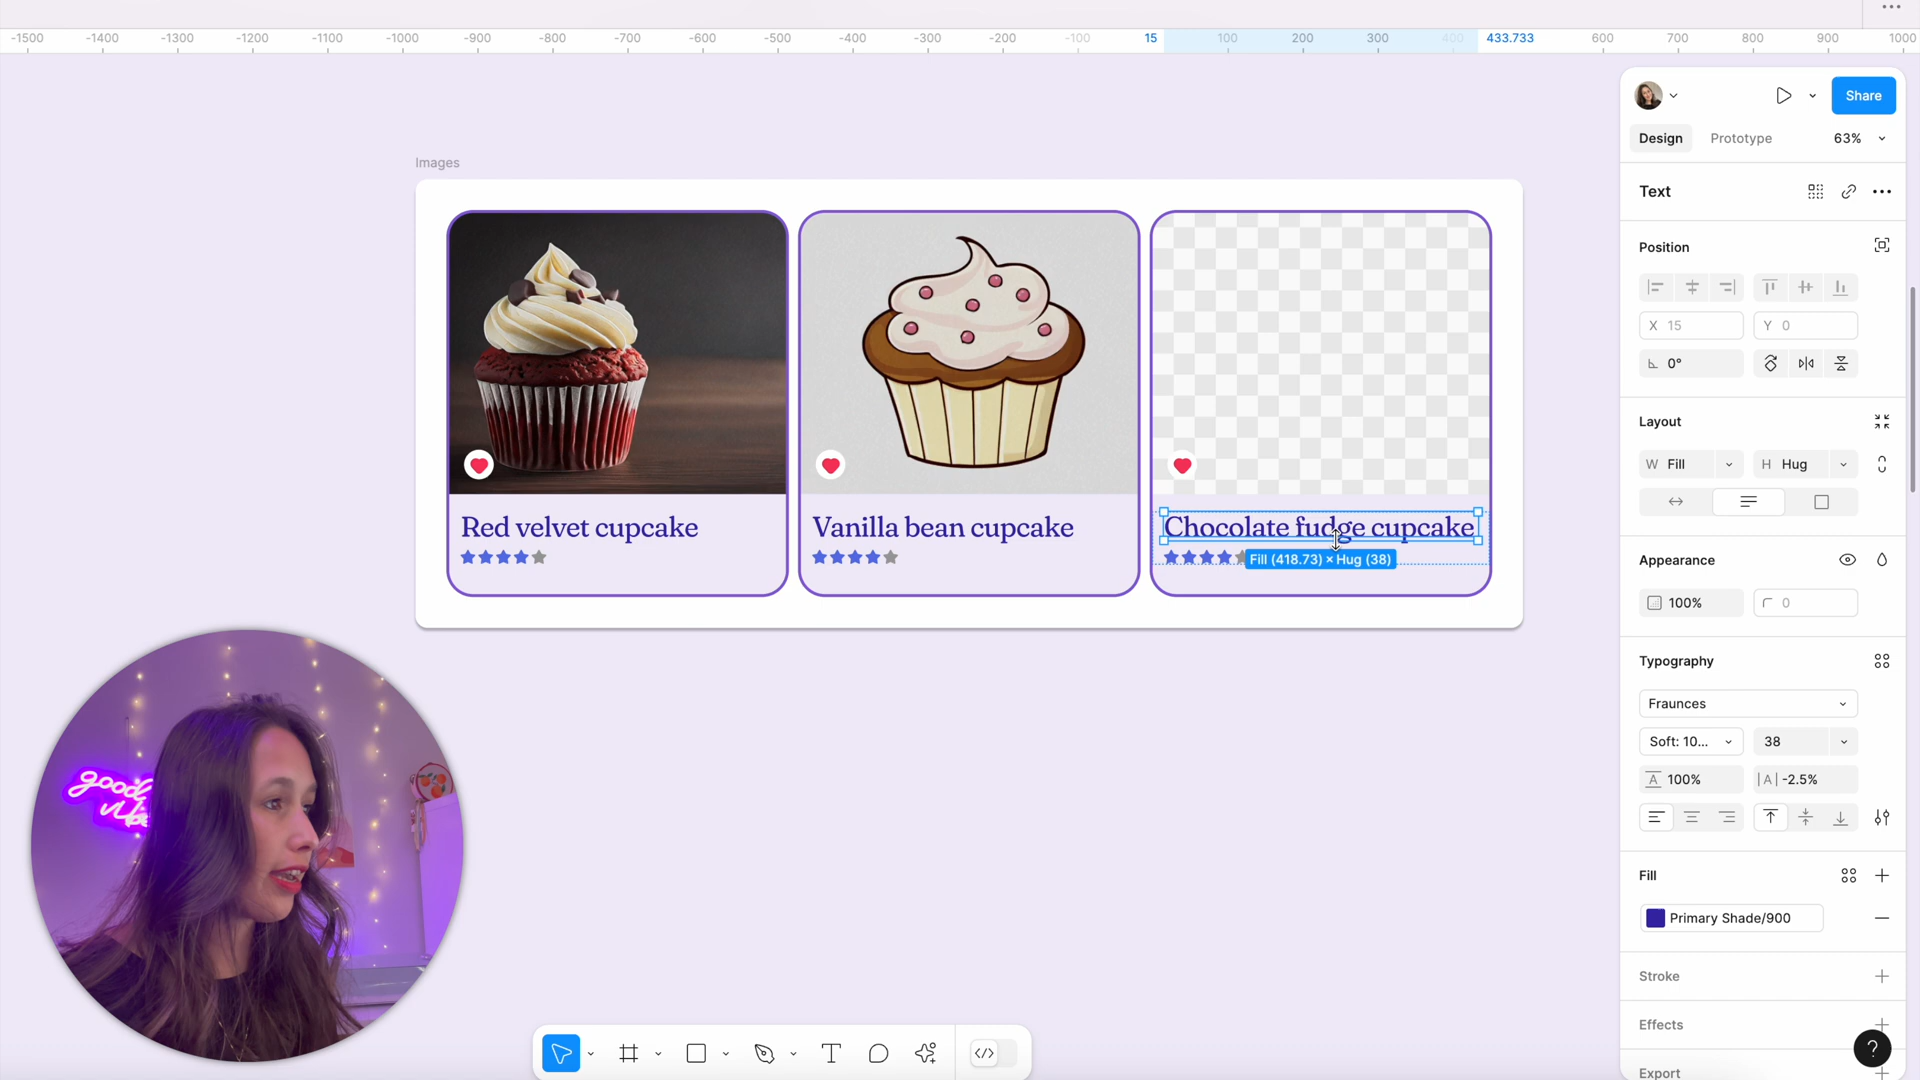 -1500 -1400 -1300 -1200 -1100 -1000 -900 -800 -700 -600 -500 -400 -300 -200 -100 15 100 200 300 400 433.733 600 700 800 900 1000
Share
Design Prototype 63%
Images
Text
Position
X 15 Y 0
0°
Layout
W Fill H Hug
Red velvet cupcake
Vanilla bean cupcake
Chocolate fudge cupcake
Fill (418.73) × Hug (38)
Appearance
100% 0
Typography
Fraunces
Soft: 10... 38
A 100% |A| -2.5%
Fill
Primary Shade/900
Stroke
Effects
Export
good
vibe
T
</>
?